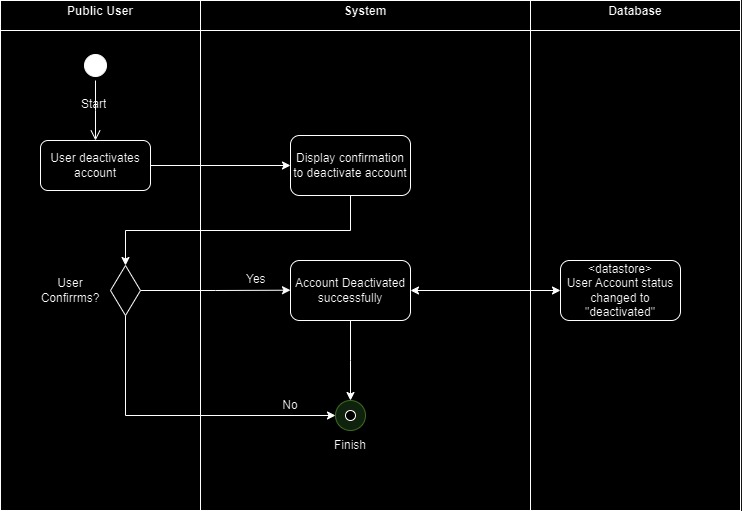 Public User
System
Database
Start
User deactivates
account
Display confirmation
to deactivate account
User
Confirrms?
Yes
Account Deactivated
successfully
<datastore>
User Account status
changed to
"deactivated"
No
Finish